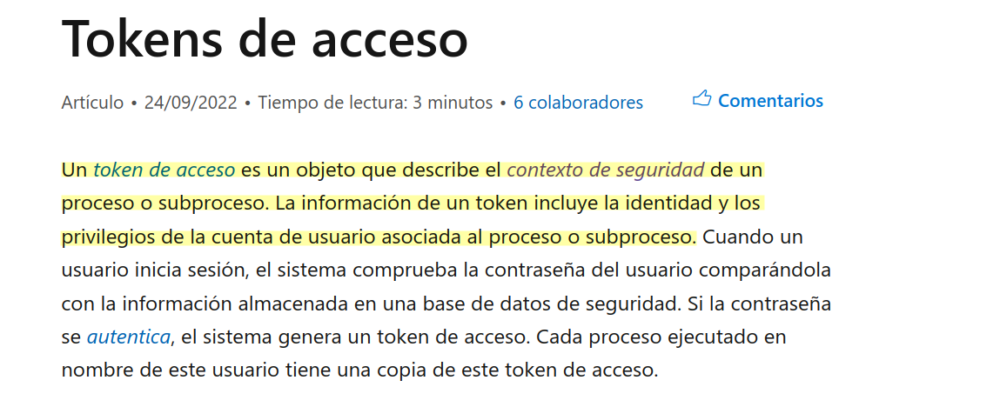 Tokens de acceso
Artículo • 24/09/2022 • Tiempo de lectura: 3 minutos • 6 colaboradores Comentarios
Un token de acceso es un objeto que describe el contexto de seguridad de un
proceso o subproceso. La información de un token incluye la identidad y los
privilegios de la cuenta de usuario asociada al proceso o subproceso. Cuando un
usuario inicia sesión, el sistema comprueba la contraseña del usuario comparándola
con la información almacenada en una base de datos de seguridad. Si la contraseña
se autentica, el sistema genera un token de acceso. Cada proceso ejecutado en
nombre de este usuario tiene una copia de este token de acceso.